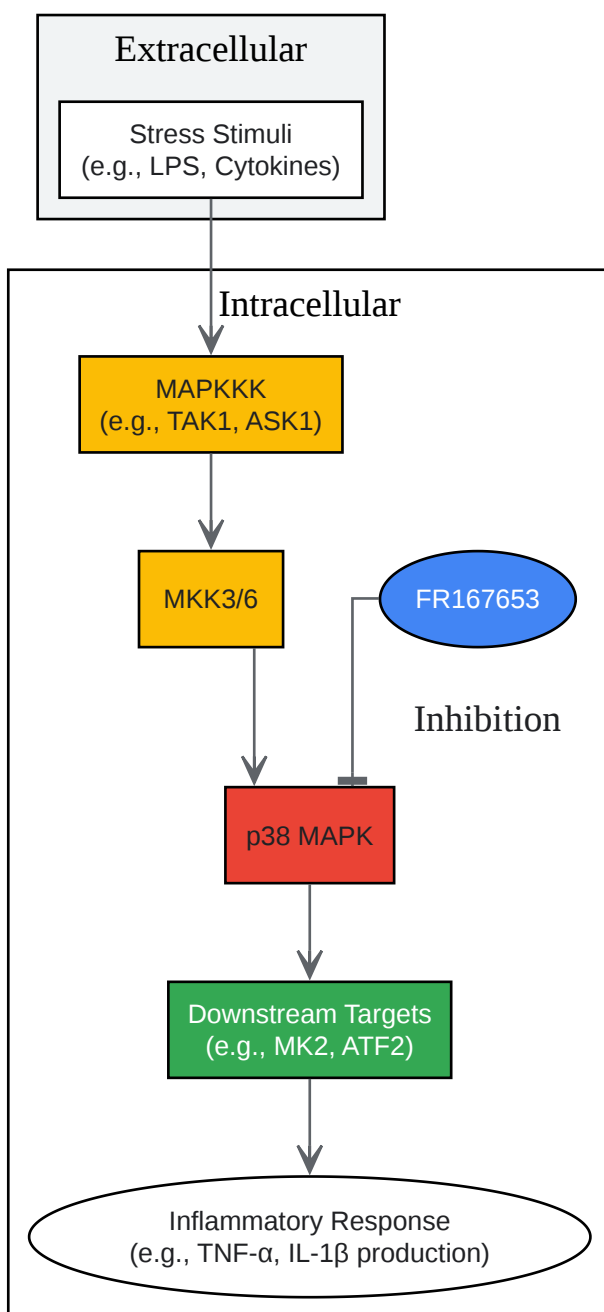 Extracellular
Stress Stimuli
(e.g., LPS, Cytokines)
Intracellular
MAPKKK
(e.g., TAK1, ASK1)
MKK3/6
FR167653
Inhibition
p38 MAPK
Downstream Targets
(e.g., MK2, ATF2)
Inflammatory Response
(e.g., TNF-α, IL-1β production)